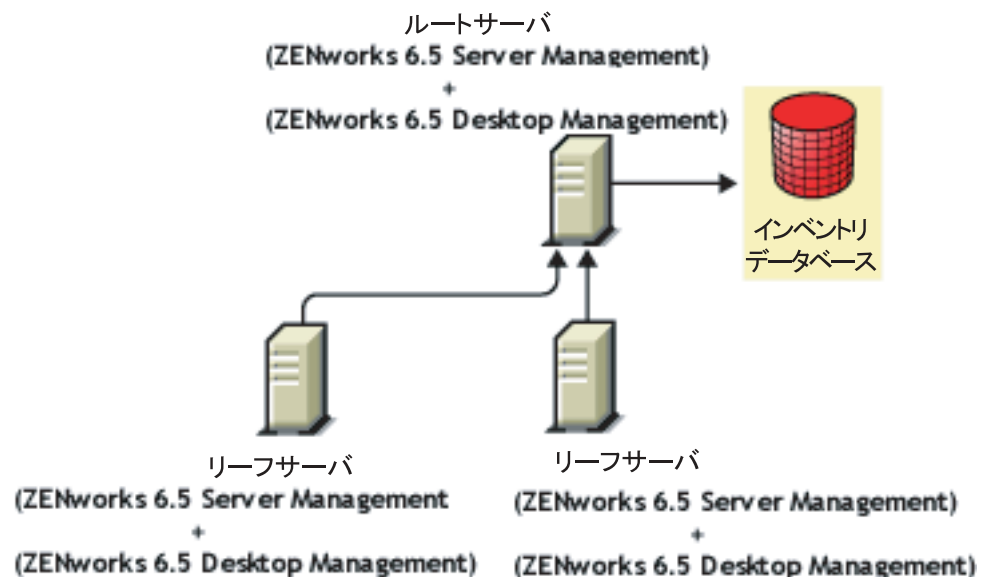 ルートサーバ
(ZENworks 6.5 Server Management)
+
(ZENworks 6.5 Desktop Management)
インベントリ
データベース
リーフサーバ
(ZENworks 6.5 Server Management
+
(ZENworks 6.5 Desktop Management)
リーフサーバ
(ZENworks 6.5 Server Management)
+
(ZENworks 6.5 Desktop Management)